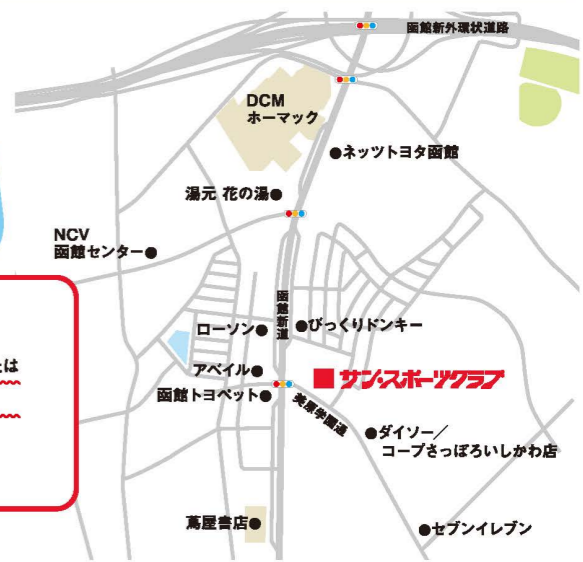 函館新外環状道路
DCM
ホーマック
ネッツトヨタ函館
湯元 花の湯
NCV
函館センター
函館新道
ローソン
びっくりドンキー
とは
アベイル
サン・スポーツクラブ
函館トヨペット
美原学園通
ダイソー／
コープさっぽろいしかわ店
蔦屋書店
セブンイレブン